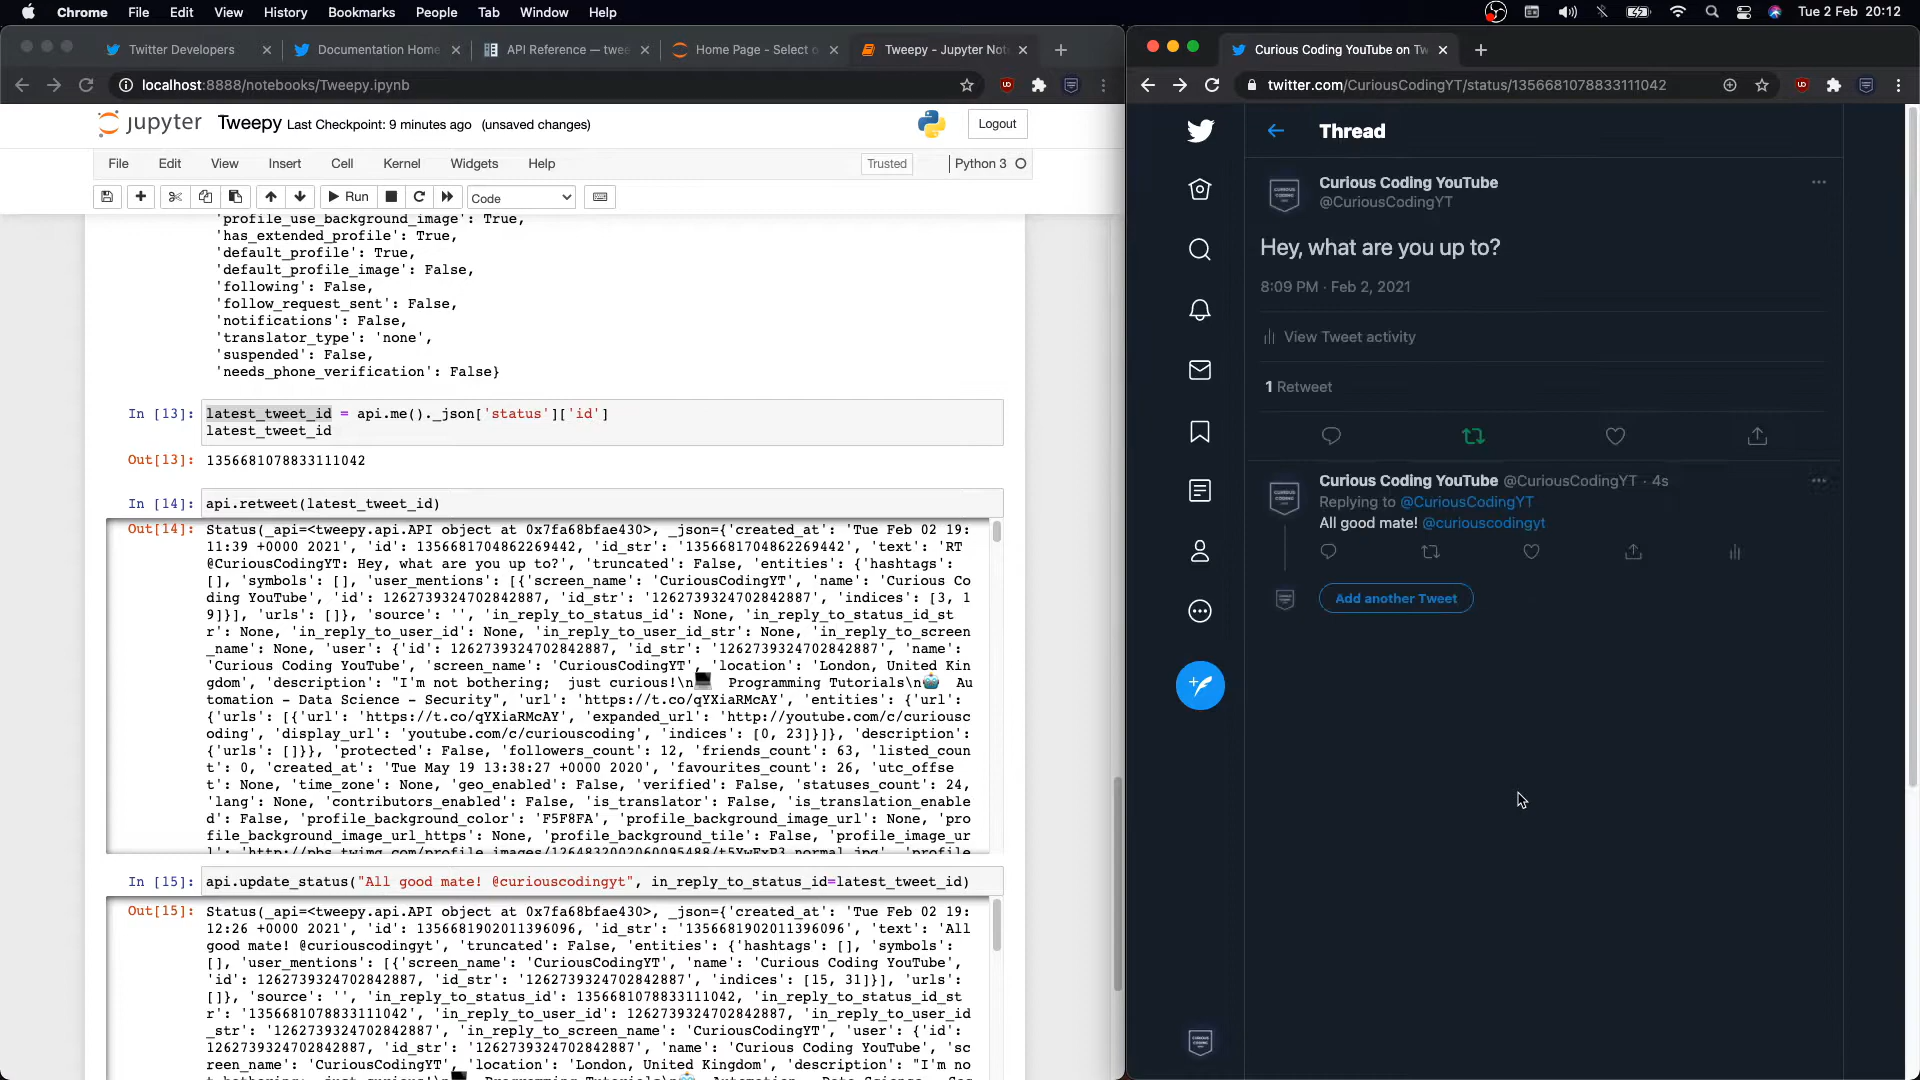 Chrome File Edit View History Bookmarks People Tab Window Help Tue 2 Feb 20:12
Twitter Developers Documentation Home API Reference — twee Home Page - Select o Tweepy - Jupyter Not
localhost:8888/notebooks/Tweepy.ipynb
jupyter Tweepy Last Checkpoint: 9 minutes ago (unsaved changes) Logout
File Edit View Insert Cell Kernel Widgets Help Trusted Python 3
Run Code
'profile_use_background_image': True,
'has_extended_profile': True,
'default_profile': True,
'default_profile_image': False,
'following': False,
'follow_request_sent': False,
'notifications': False,
'translator_type': 'none',
'suspended': False,
'needs_phone_verification': False}
In [13]: latest_tweet_id = api.me()._json['status']['id']
latest_tweet_id
Out[13]: 1356681078833111042
In [14]: api.retweet(latest_tweet_id)
Out[14]: Status(_api=<tweepy.api.API object at 0x7fa68bfae430>, _json={'created_at': 'Tue Feb 02 19:
11:39 +0000 2021', 'id': 1356681704862269442, 'id_str': '1356681704862269442', 'text': 'RT
@CuriousCodingYT: Hey, what are you up to?', 'truncated': False, 'entities': {'hashtags':
[], 'symbols': [], 'user_mentions': [{'screen_name': 'CuriousCodingYT', 'name': 'Curious Co
ding YouTube', 'id': 1262739324702842887, 'id_str': '1262739324702842887', 'indices': [3, 1
9]}], 'urls': []}, 'source': '', 'in_reply_to_status_id': None, 'in_reply_to_status_id_st
r': None, 'in_reply_to_user_id': None, 'in_reply_to_user_id_str': None, 'in_reply_to_screen
_name': None, 'user': {'id': 1262739324702842887, 'id_str': '1262739324702842887', 'name':
'Curious Coding YouTube', 'screen_name': 'CuriousCodingYT', 'location': 'London, United Kin
gdom', 'description': "I'm not bothering; just curious!\n💻 Programming Tutorials\n🤖 Au
tomation - Data Science - Security", 'url': 'https://t.co/qYXiaRMcAY', 'entities': {'url':
{'urls': [{'url': 'https://t.co/qYXiaRMcAY', 'expanded_url': 'http://youtube.com/c/curiousc
oding', 'display_url': 'youtube.com/c/curiouscoding', 'indices': [0, 23]}]}, 'description':
{'urls': []}}, 'protected': False, 'followers_count': 12, 'friends_count': 63, 'listed_coun
t': 0, 'created_at': 'Tue May 19 13:38:27 +0000 2020', 'favourites_count': 26, 'utc_offse
t': None, 'time_zone': None, 'geo_enabled': False, 'verified': False, 'statuses_count': 24,
'lang': None, 'contributors_enabled': False, 'is_translator': False, 'is_translation_enable
d': False, 'profile_background_color': 'F5F8FA', 'profile_background_image_url': None, 'pro
file_background_image_url_https': None, 'profile_background_tile': False, 'profile_image_ur
l': 'http://pbs.twimg.com/profile_images/1264832002060095488/t5YwExP3_normal.jpg', 'profile
In [15]: api.update_status("All good mate! @curiouscodingyt", in_reply_to_status_id=latest_tweet_id)
Out[15]: Status(_api=<tweepy.api.API object at 0x7fa68bfae430>, _json={'created_at': 'Tue Feb 02 19:
12:26 +0000 2021', 'id': 1356681902011396096, 'id_str': '1356681902011396096', 'text': 'All
good mate! @curiouscodingyt', 'truncated': False, 'entities': {'hashtags': [], 'symbols':
[], 'user_mentions': [{'screen_name': 'CuriousCodingYT', 'name': 'Curious Coding YouTube',
'id': 1262739324702842887, 'id_str': '1262739324702842887', 'indices': [15, 31]}], 'urls':
[]}, 'source': '', 'in_reply_to_status_id': 1356681078833111042, 'in_reply_to_status_id_st
r': '1356681078833111042', 'in_reply_to_user_id': 1262739324702842887, 'in_reply_to_user_id
_str': '1262739324702842887', 'in_reply_to_screen_name': 'CuriousCodingYT', 'user': {'id':
1262739324702842887, 'id_str': '1262739324702842887', 'name': 'Curious Coding YouTube', 'sc
reen_name': 'CuriousCodingYT', 'location': 'London, United Kingdom', 'description': "I'm no
Curious Coding YouTube on Tw
twitter.com/CuriousCodingYT/status/1356681078833111042
Thread
Curious Coding YouTube
@CuriousCodingYT
Hey, what are you up to?
8:09 PM · Feb 2, 2021
View Tweet activity
1 Retweet
Curious Coding YouTube @CuriousCodingYT · 4s
Replying to @CuriousCodingYT
All good mate! @curiouscodingyt
Add another Tweet